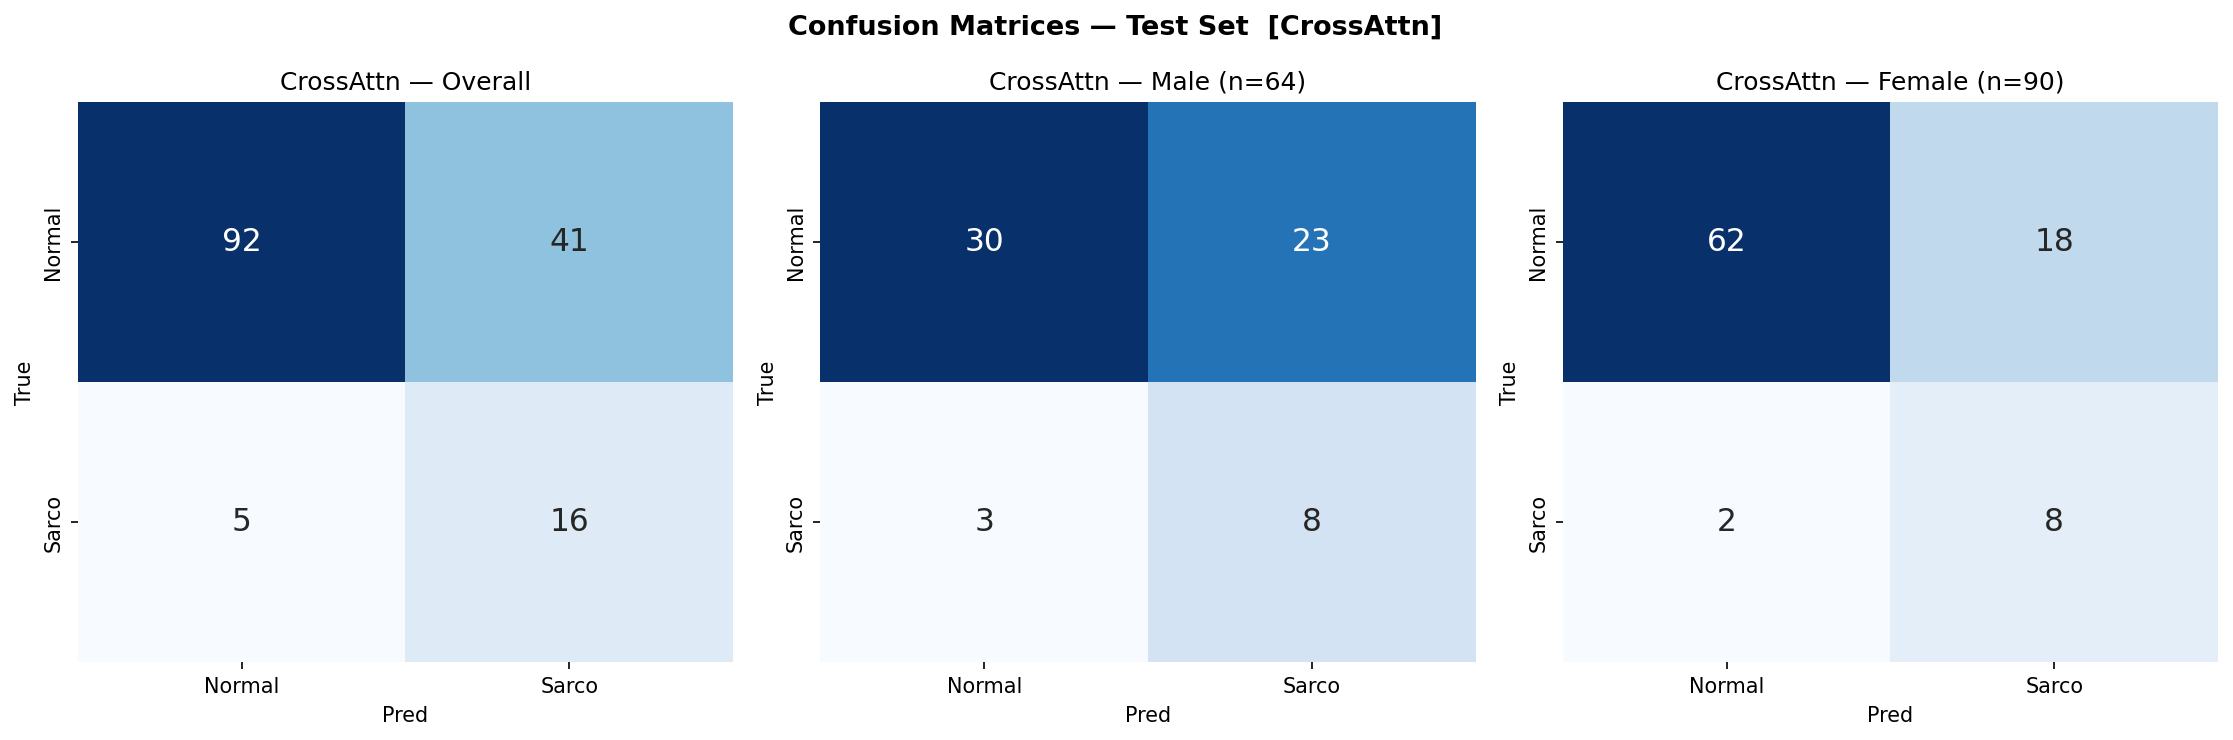 Confusion Matrices — Test Set [CrossAttn]
CrossAttn — Overall
True
Normal
Sarco
92
41
5
16
Normal
Sarco
Pred
CrossAttn — Male (n=64)
True
Normal
Sarco
30
23
3
8
Normal
Sarco
Pred
CrossAttn — Female (n=90)
True
Normal
Sarco
62
18
2
8
Normal
Sarco
Pred